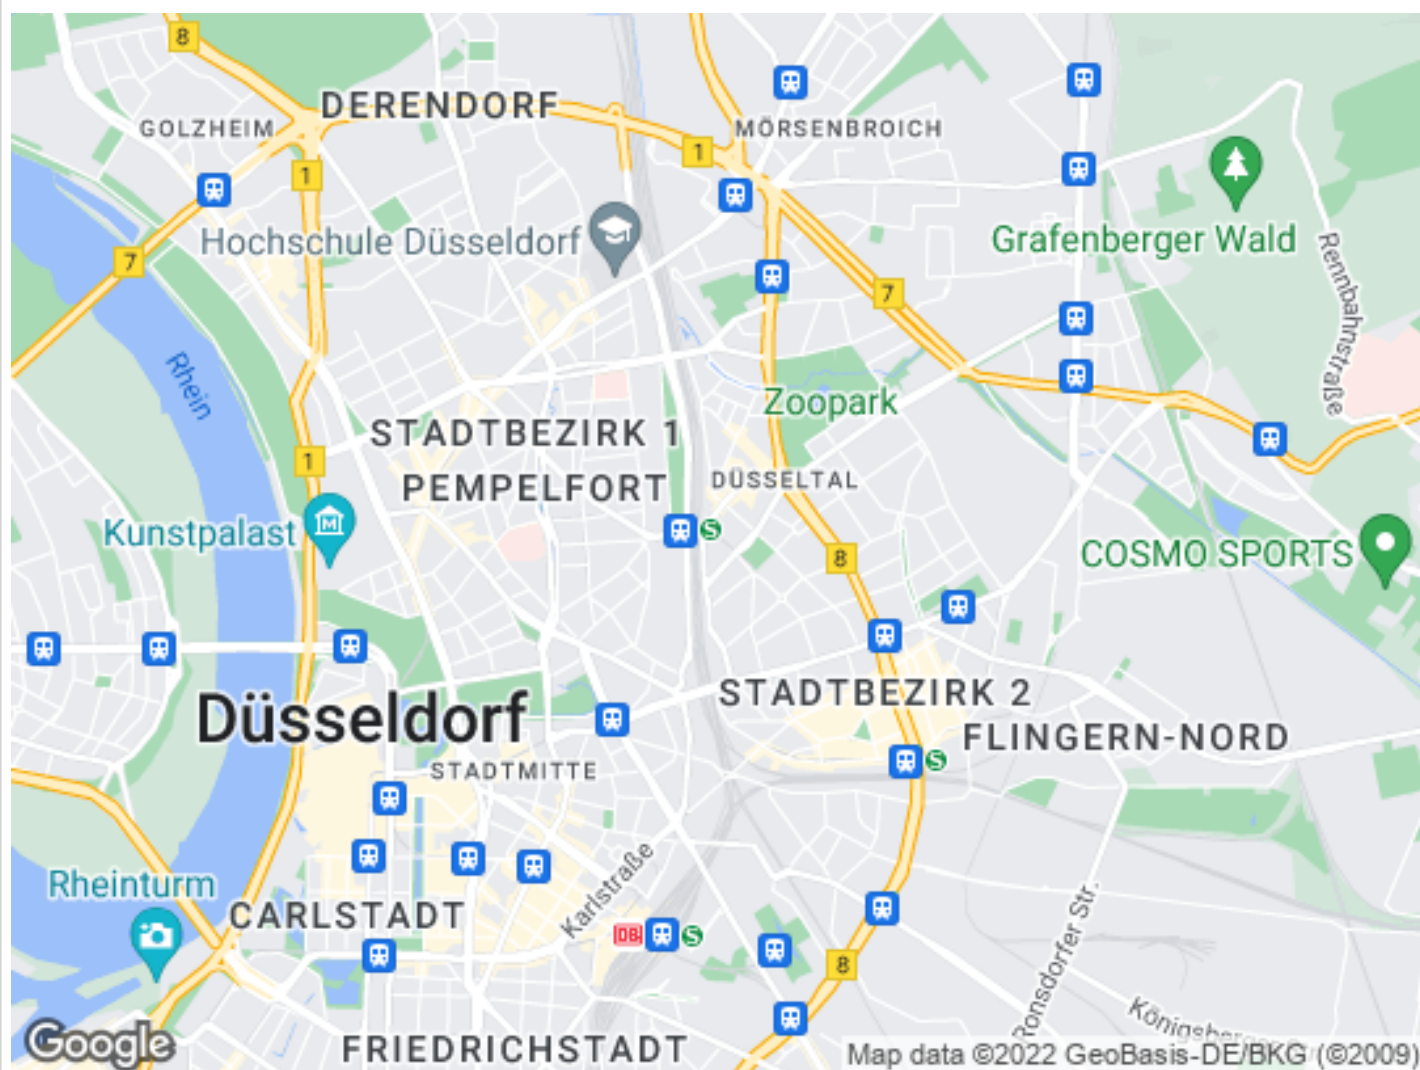 8
DERENDORF
GOLZHEIM
MÖRSENBROICH
1
1
Hochschule Düsseldorf
Grafenberger Wald
7
7
Rennbahnstraße
Rhein
Zoopark
STADTBEZIRK 1
1
PEMPELFORT
DÜSSELTAL
Kunstpalast
M
S
8
COSMO SPORTS
STADTBEZIRK 2
Düsseldorf
FLINGERN-NORD
STADTMITTE
S
Rheinturm
Karlstraße
CARLSTADT
DB
S
8
Ronsdorfer Str.
Königsberger
Google
FRIEDRICHSTADT
Map data ©2022 GeoBasis-DE/BKG (©2009)